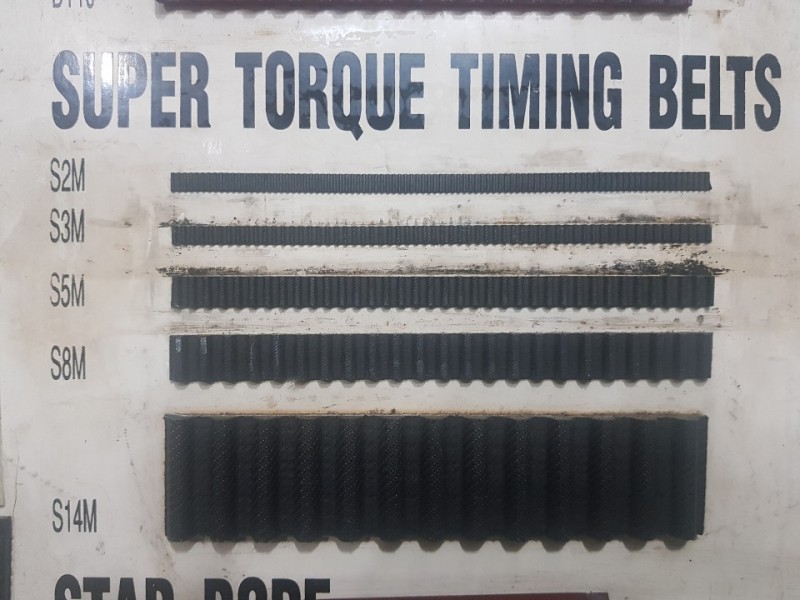 SUPER TORQUE TIMING BELTS
S2M
S3M
S5M
S8M
S14M